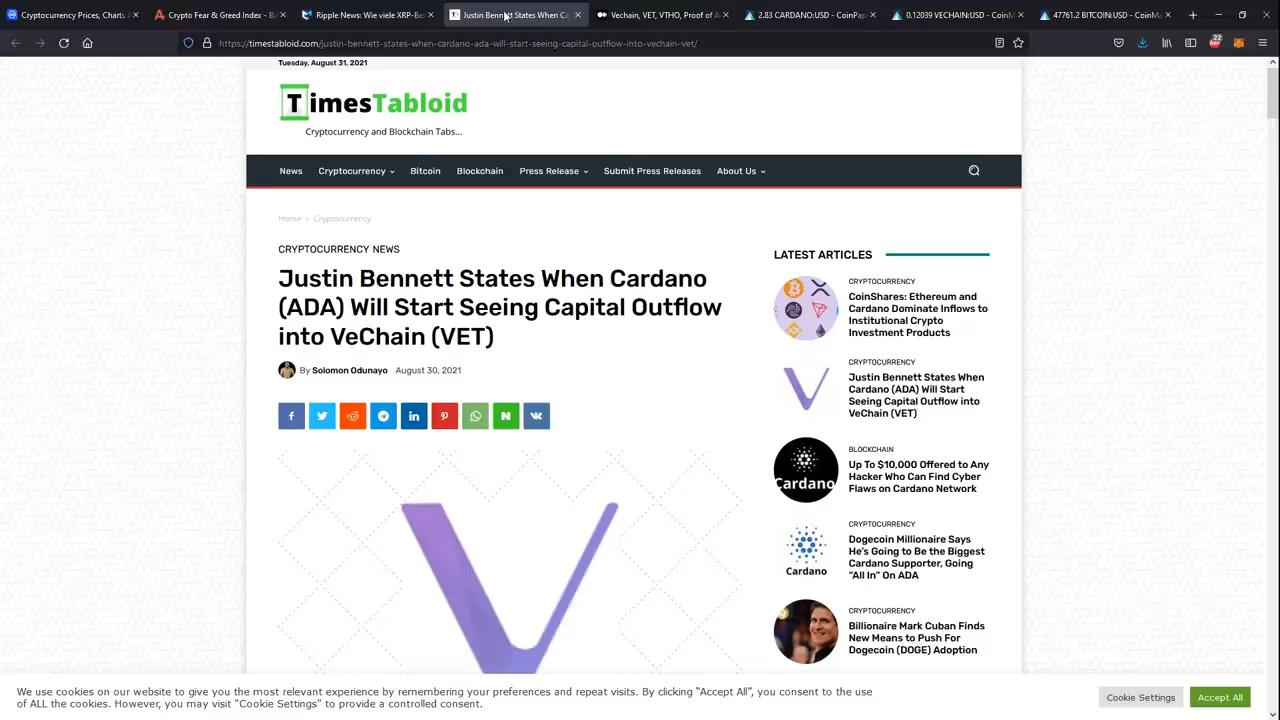 Cryptocurrency Prices, Charts A
Crypto Fear & Greed Index - Bit
Ripple News: Wiele XRP-Bes
Justin Bennett States When Ca
Vechain, VET, VTHO, Proof of A
2.83 CARDANO:USD - CoinPa
0.12039 VECHAIN:USD - Coin
47761.2 BITCOIN:USD - Coin
https://timestabloid.com/justin-bennett-states-when-cardano-ada-will-start-seeing-capital-outflow-into-vechain-vet/
22
Tuesday, August 31, 2021
TimesTabloid
Cryptocurrency and Blockchain Tabs...
News Cryptocurrency Bitcoin Blockchain Press Release Submit Press Releases About Us
Home › Cryptocurrency
CRYPTOCURRENCY NEWS
Justin Bennett States When Cardano
(ADA) Will Start Seeing Capital Outflow
into VeChain (VET)
By Solomon Odunayo August 30, 2021
LATEST ARTICLES
CRYPTOCURRENCY
CoinShares: Ethereum and
Cardano Dominate Inflows to
Institutional Crypto
Investment Products
CRYPTOCURRENCY
Justin Bennett States When
Cardano (ADA) Will Start
Seeing Capital Outflow into
VeChain (VET)
BLOCKCHAIN
Cardano
Up To $10,000 Offered to Any
Hacker Who Can Find Cyber
Flaws on Cardano Network
CRYPTOCURRENCY
Cardano
Dogecoin Millionaire Says
He's Going to Be the Biggest
Cardano Supporter, Going
"All In" On ADA
CRYPTOCURRENCY
Billionaire Mark Cuban Finds
New Means to Push For
Dogecoin (DOGE) Adoption
We use cookies on our website to give you the most relevant experience by remembering your preferences and repeat visits. By clicking "Accept All", you consent to the use
of ALL the cookies. However, you may visit "Cookie Settings" to provide a controlled consent.
Cookie Settings
Accept All